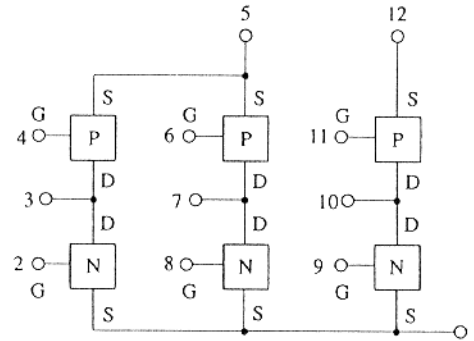 5 12
S S S
G G G
4 P 6 P 11 P
D D D
3 7 10
D D D
2 N 8 N 9 N
G G G
S S S